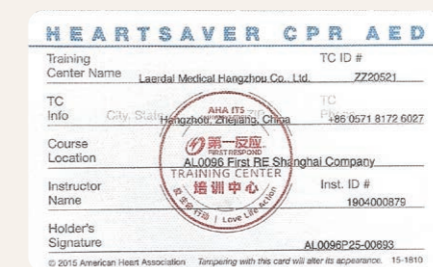 HEARTSAVER CPR AED
Training TC ID #
Center Name Laerdal Medical Hangzhou Co., Ltd. ZZ20521
TC TC
Info City, State Hangzhou, Zhejiang, China +86 0571 8172 6027
AHA ITS
第一反应
FIRST RESPOND
Course
Location AL0096 First RE Shanghai Company
TRAINING CENTER
培训中心
Love Life Action
Instructor Inst. ID #
Name 1904000879
Holder's
Signature AL0096P25-00693
© 2015 American Heart Association Tampering with this card will alter its appearance. 15-1810